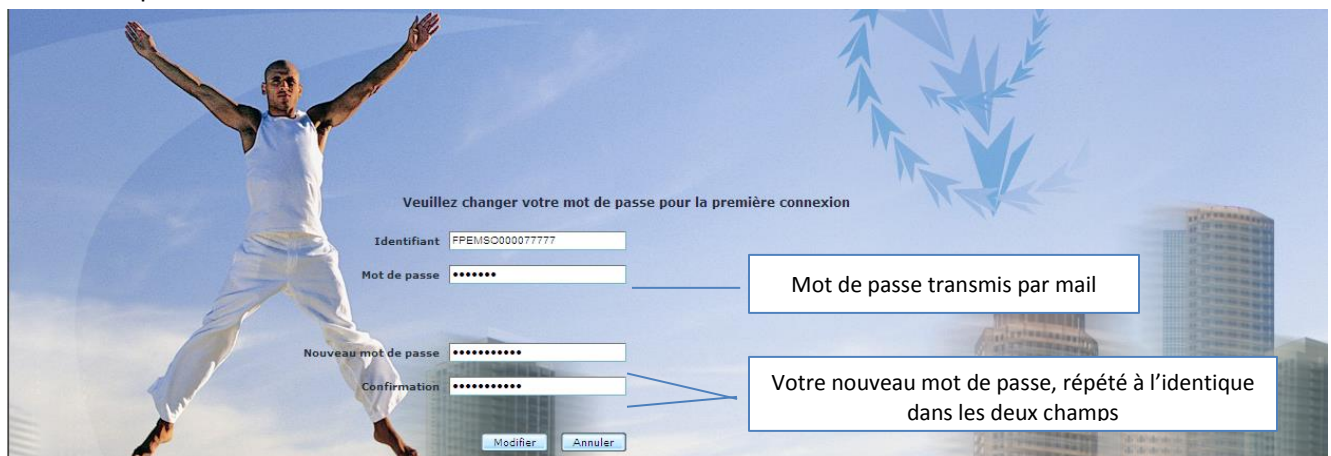 Veuillez changer votre mot de passe pour la première connexion
Identifiant FPEMSO000077777
Mot de passe •••••••
Mot de passe transmis par mail
Nouveau mot de passe •••••••••••
Confirmation •••••••••••
Votre nouveau mot de passe, répété à l’identique
dans les deux champs
Modifier Annuler